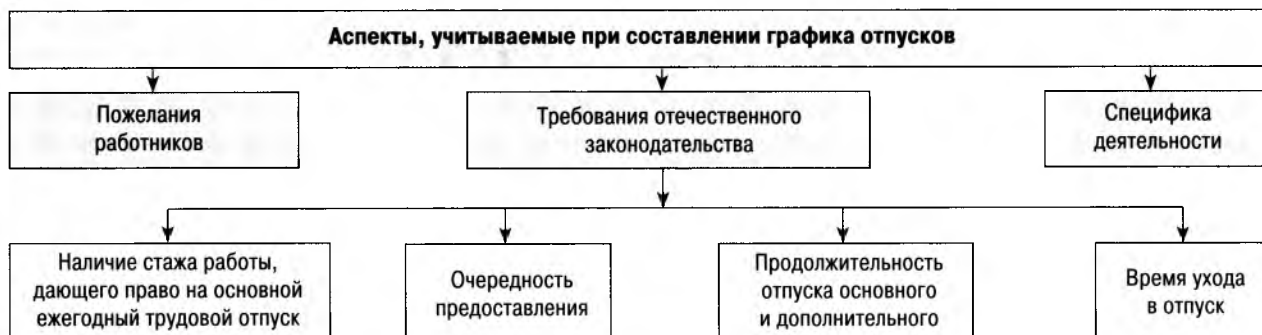 Аспекты, учитываемые при составлении графика отпусков
Пожелания
работников
Требования отечественного
законодательства
Специфика
деятельности
Наличие стажа работы,
дающего право на основной
ежегодный трудовой отпуск
Очередность
предоставления
Продолжительность
отпуска основного
и дополнительного
Время ухода
в отпуск